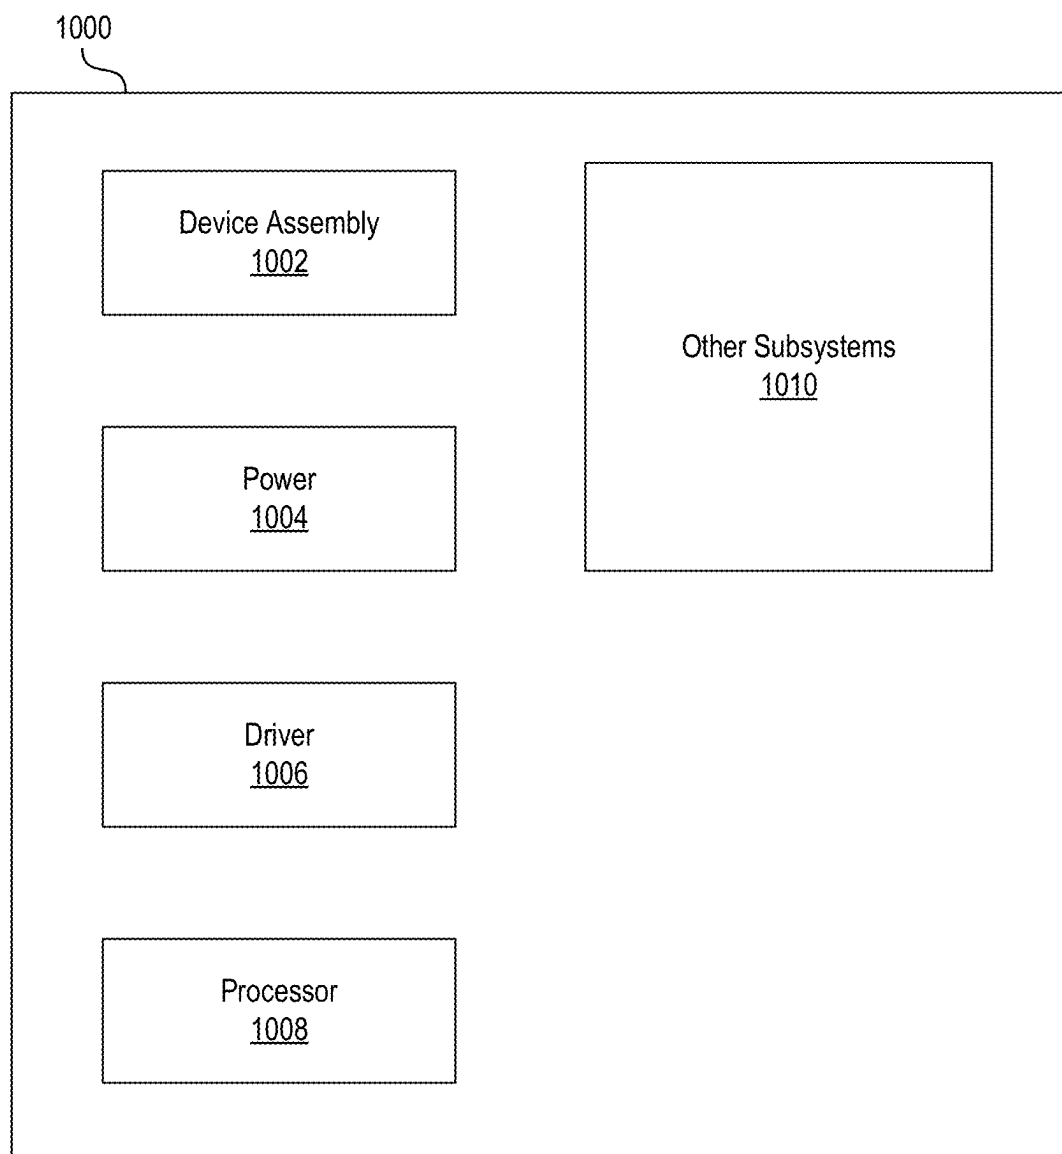 1000
Device Assembly
1002
Other Subsystems
1010
Power
1004
Driver
1006
Processor
1008